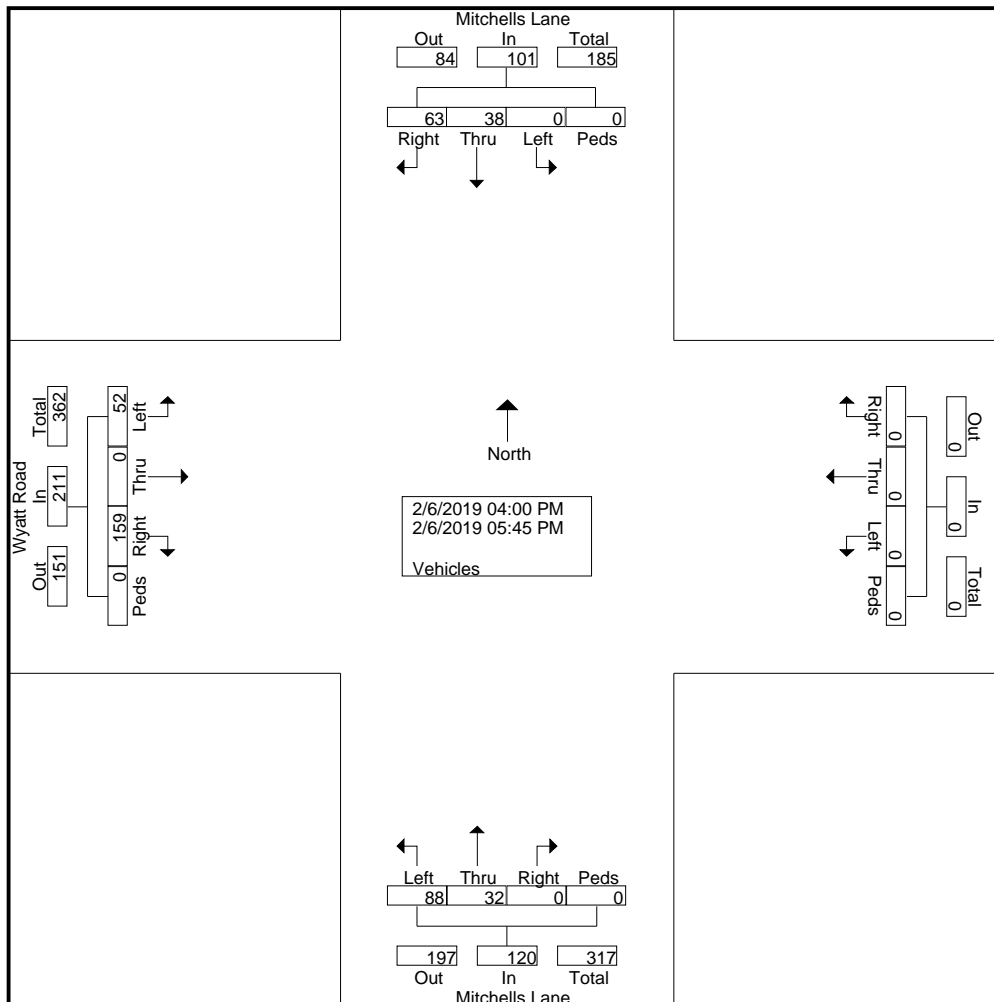 Mitchells Lane
Out In Total
84 101 185
63 38 0 0
Right Thru Left Peds
Wyatt Road
Total In Out
362 211 151
52 0 159 0
Left Thru Right Peds
North
2/6/2019 04:00 PM
2/6/2019 05:45 PM
Vehicles
Right Thru Left Peds
0 0 0 0
Out In Total
0 0 0
Left Thru Right Peds
88 32 0 0
197 120 317
Out In Total
Mitchells Lane